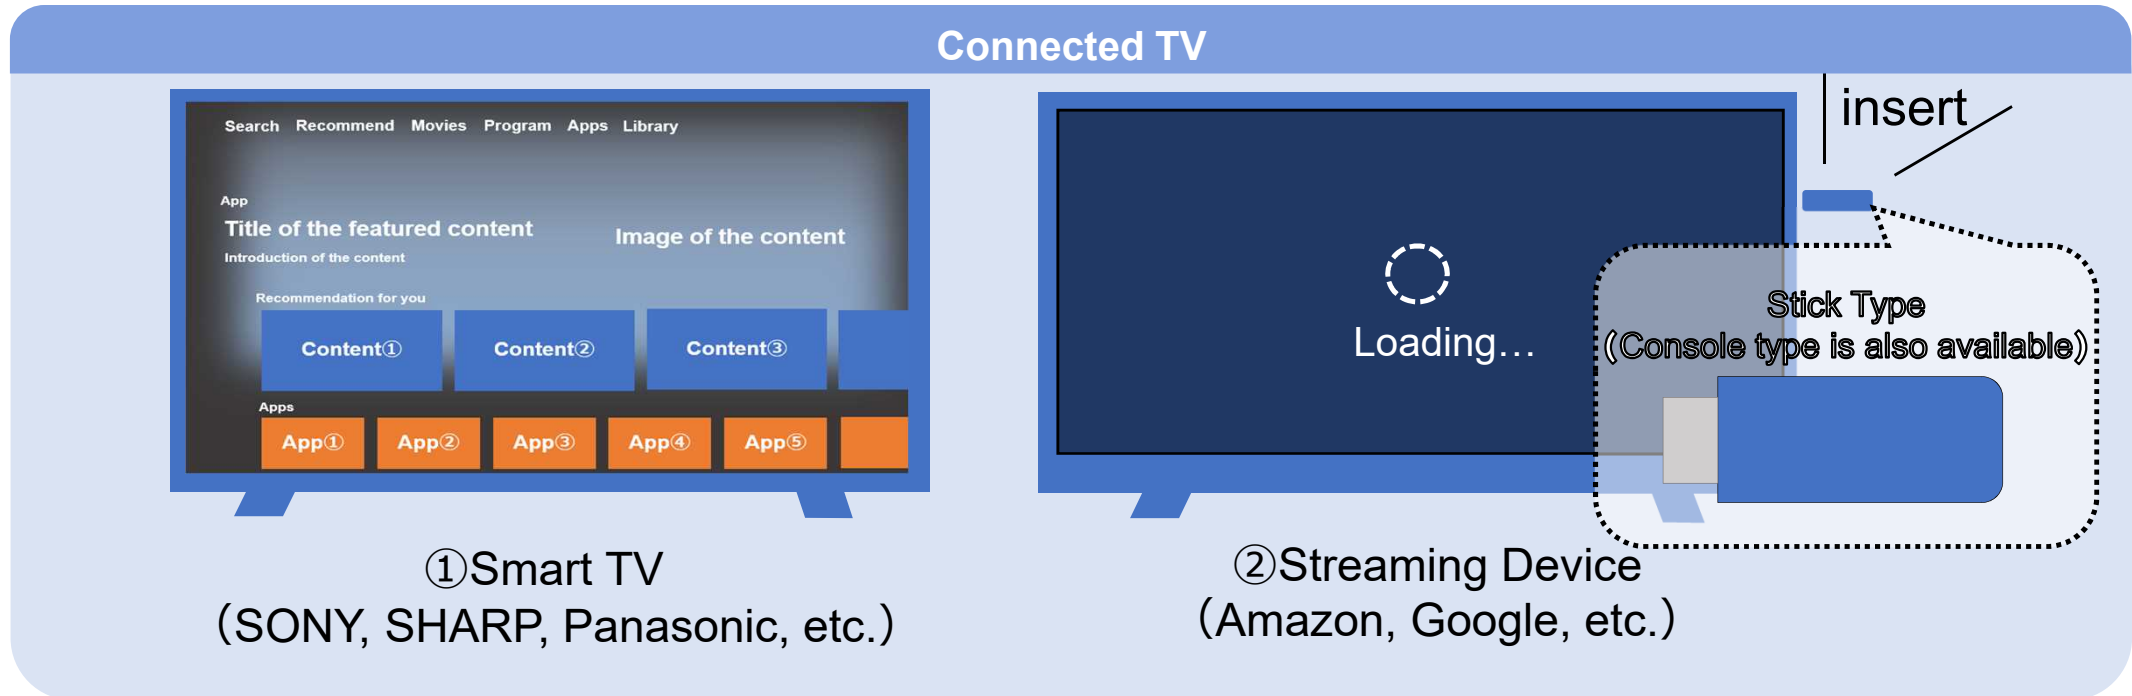 Connected TV
Search Recommend Movies Program Apps Library
App
Title of the featured content
Image of the content
Introduction of the content
Recommendation for you
Content① Content② Content③
Apps
App① App② App③ App④ App⑤
①Smart TV
（SONY, SHARP, Panasonic, etc.）
insert
Loading…
Stick Type
（Console type is also available）
②Streaming Device
（Amazon, Google, etc.）